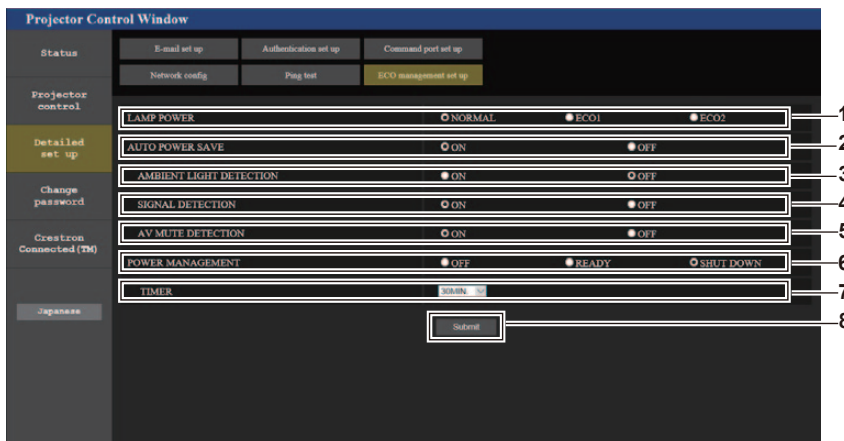 Projector Control Window
Status
E-mail set up
Authentication set up
Command port set up
Network config
Ping test
ECO management set up
Projector
control
Detailed
set up
Change
password
Crestron
Connected(TM)
Japanese
LAMP POWER NORMAL ECO1 ECO2 1
AUTO POWER SAVE ON OFF 2
AMBIENT LIGHT DETECTION ON OFF 3
SIGNAL DETECTION ON OFF 4
AV MUTE DETECTION ON OFF 5
POWER MANAGEMENT OFF READY SHUT DOWN 6
TIMER 30MIN. 7
Submit 8